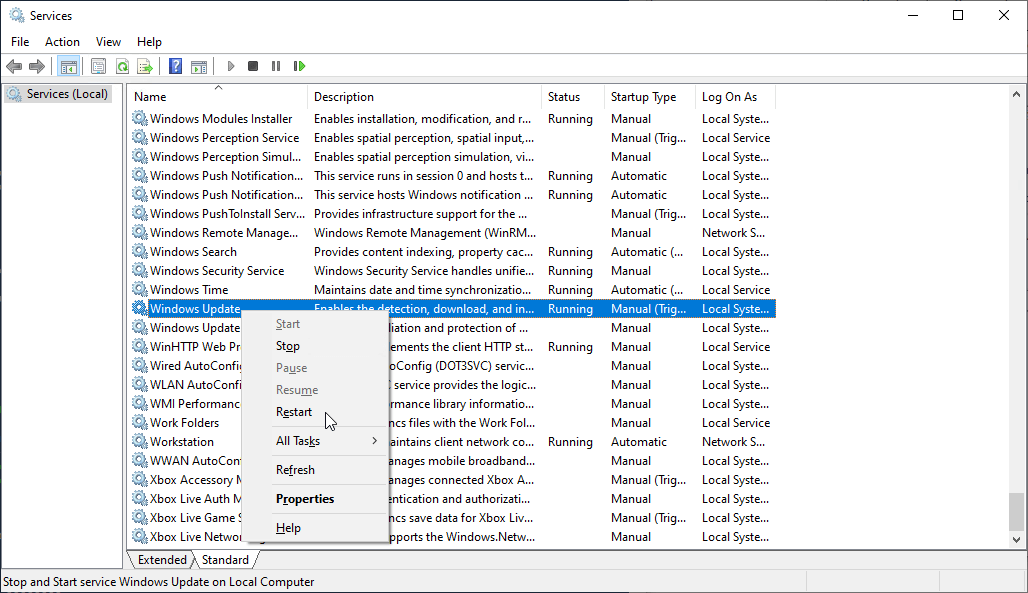 Services
File Action View Help
Services (Local)
Name Description Status Startup Type Log On As
Windows Modules Installer Enables installation, modification, and r... Running Manual Local Syste...
Windows Perception Service Enables spatial perception, spatial input,... Manual (Trig... Local Service
Windows Perception Simul... Enables spatial perception simulation, vi... Manual Local Syste...
Windows Push Notification... This service runs in session 0 and hosts t... Running Automatic Local Syste...
Windows Push Notification... This service hosts Windows notification ... Running Automatic Local Syste...
Windows PushToInstall Serv... Provides infrastructure support for the ... Manual (Trig... Local Syste...
Windows Remote Manage... Windows Remote Management (WinRM... Manual Network S...
Windows Search Provides content indexing, property cac... Running Automatic (... Local Syste...
Windows Security Service Windows Security Service handles unifie... Running Manual Local Syste...
Windows Time Maintains date and time synchronizatio... Running Automatic (... Local Service
Windows Update Enables the detection, download, and in... Running Manual (Trig... Local Syste...
Windows Update liation and protection of ... Manual Local Syste...
WinHTTP Web Pr ements the client HTTP st... Running Manual Local Service
Wired AutoConfi oConfig (DOT3SVC) servic... Manual Local Syste...
WLAN AutoConfi service provides the logic... Manual Local Syste...
WMI Performanc ormance library informatio... Manual Local Syste...
Work Folders ncs files with the Work Fol... Manual Local Service
Workstation aintains client network co... Running Automatic Network S...
WWAN AutoCon anages mobile broadband... Manual Local Syste...
Xbox Accessory M anages connected Xbox A... Manual (Trig... Local Syste...
Xbox Live Auth M entication and authorizati... Manual Local Syste...
Xbox Live Game S ncs save data for Xbox Liv... Manual (Trig... Local Syste...
Xbox Live Networ pports the Windows.Netw... Manual Local Syste...
Start
Stop
Pause
Resume
Restart
All Tasks
Refresh
Properties
Help
Extended Standard
Stop and Start service Windows Update on Local Computer